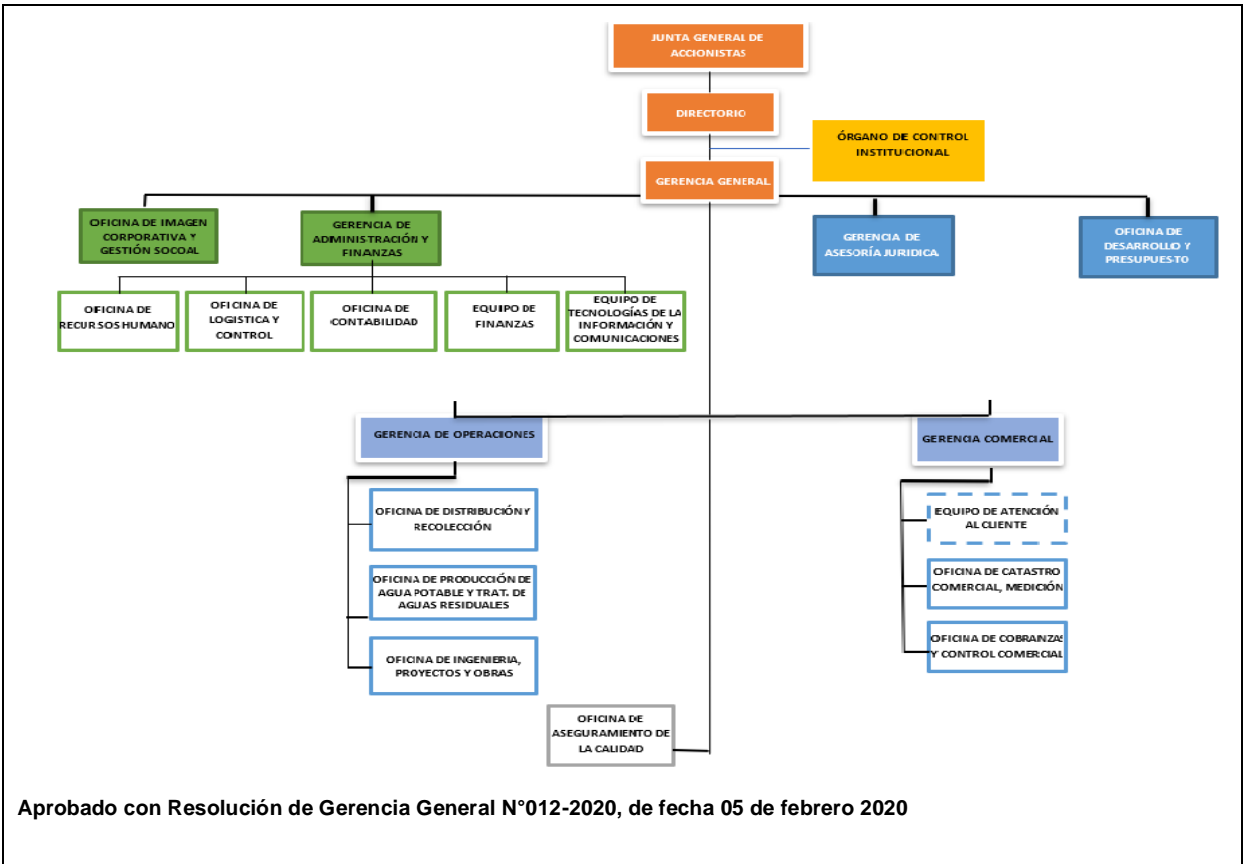 JUNTA GENERAL DE
ACCIONISTAS
DIRECTORIO
ÓRGANO DE CONTROL
INSTITUCIONAL
GERENCIA GENERAL
OFICINA DE IMAGEN
CORPORATIVA Y
GESTIÓN SOCOAL
GERENCIA DE
ADMINISTRACIÓN Y
FINANZAS
GERENCIA DE
ASESORÍA JURIDICA
OFICINA DE
DESARROLLO Y
PRESUPUESTO
OFICINA DE
RECURSOS HUMANO
OFICINA DE
LOGISTICA Y
CONTROL
OFICINA DE
CONTABILIDAD
EQUIPO DE
FINANZAS
EQUIPO DE
TECNOLOGÍAS DE LA
INFORMACIÓN Y
COMUNICACIONES
GERENCIA DE OPERACIONES
GERENCIA COMERCIAL
OFICINA DE DISTRIBUCIÓN Y
RECOLECCIÓN
OFICINA DE PRODUCCIÓN DE
AGUA POTABLE Y TRAT. DE
AGUAS RESIDUALES
OFICINA DE INGENIERIA,
PROYECTOS Y OBRAS
EQUIPO DE ATENCIÓN
AL CLIENTE
OFICINA DE CATASTRO
COMERCIAL, MEDICIÓN
OFICINA DE COBRANZAS
Y CONTROL COMERCIAL
OFICINA DE
ASEGURAMIENTO DE
LA CALIDAD
Aprobado con Resolución de Gerencia General N°012-2020, de fecha 05 de febrero 2020